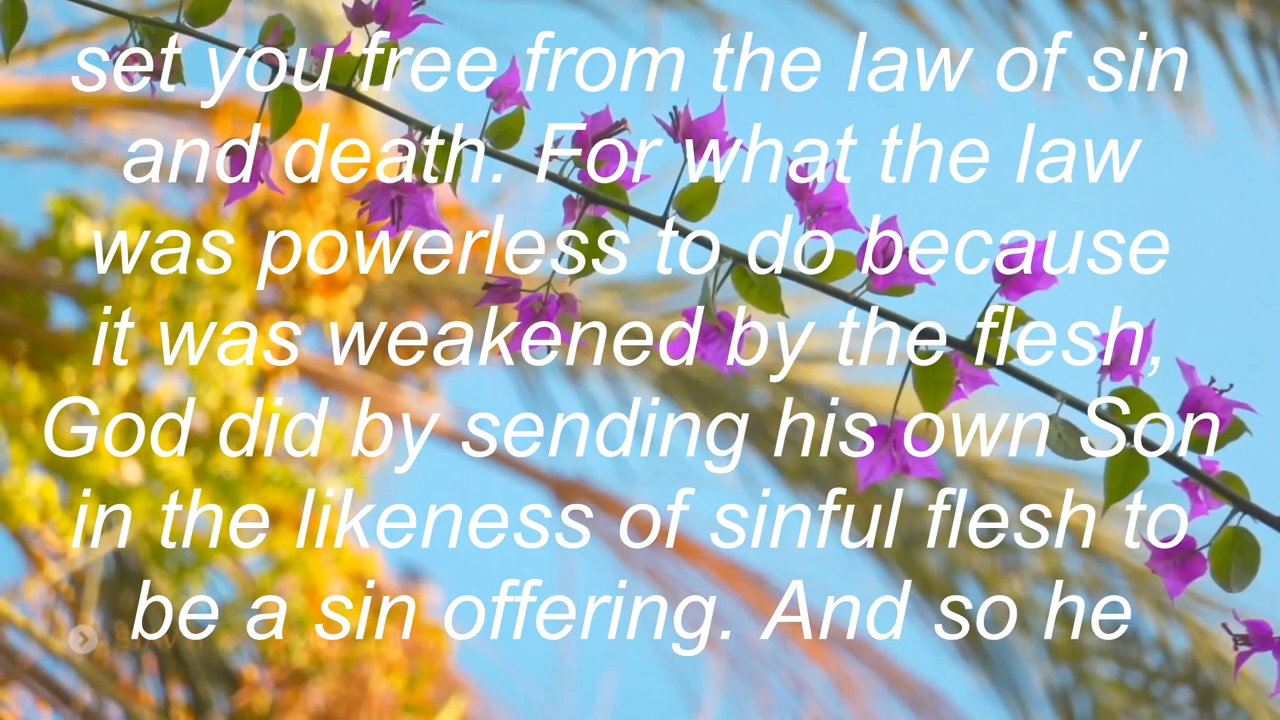 set you free from the law of sin
and death. For what the law
was powerless to do because
it was weakened by the flesh,
God did by sending his own Son
in the likeness of sinful flesh to
be a sin offering. And so he